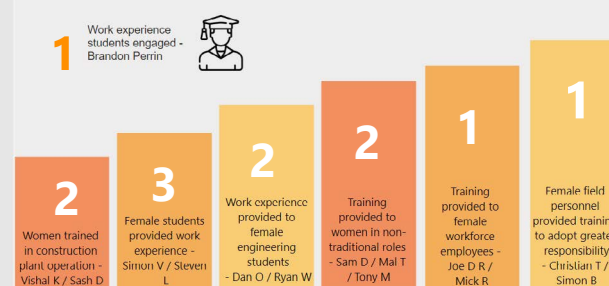 1
Work experience
students engaged -
Brandon Perrin
2
Women trained
in construction
plant operation -
Vishal K / Sash D
3
Female students
provided work
experience -
Simon V / Steven
L
2
Work experience
provided to
female
engineering
students
- Dan O / Ryan W
2
Training
provided to
women in non-
traditional roles
- Sam D / Mal T
/ Tony M
1
Training
provided to
female
workforce
employees -
Joe D R /
Mick R
1
Female field
personnel
provided trainin
to adopt greate
responsibility
- Christian T /
Simon B